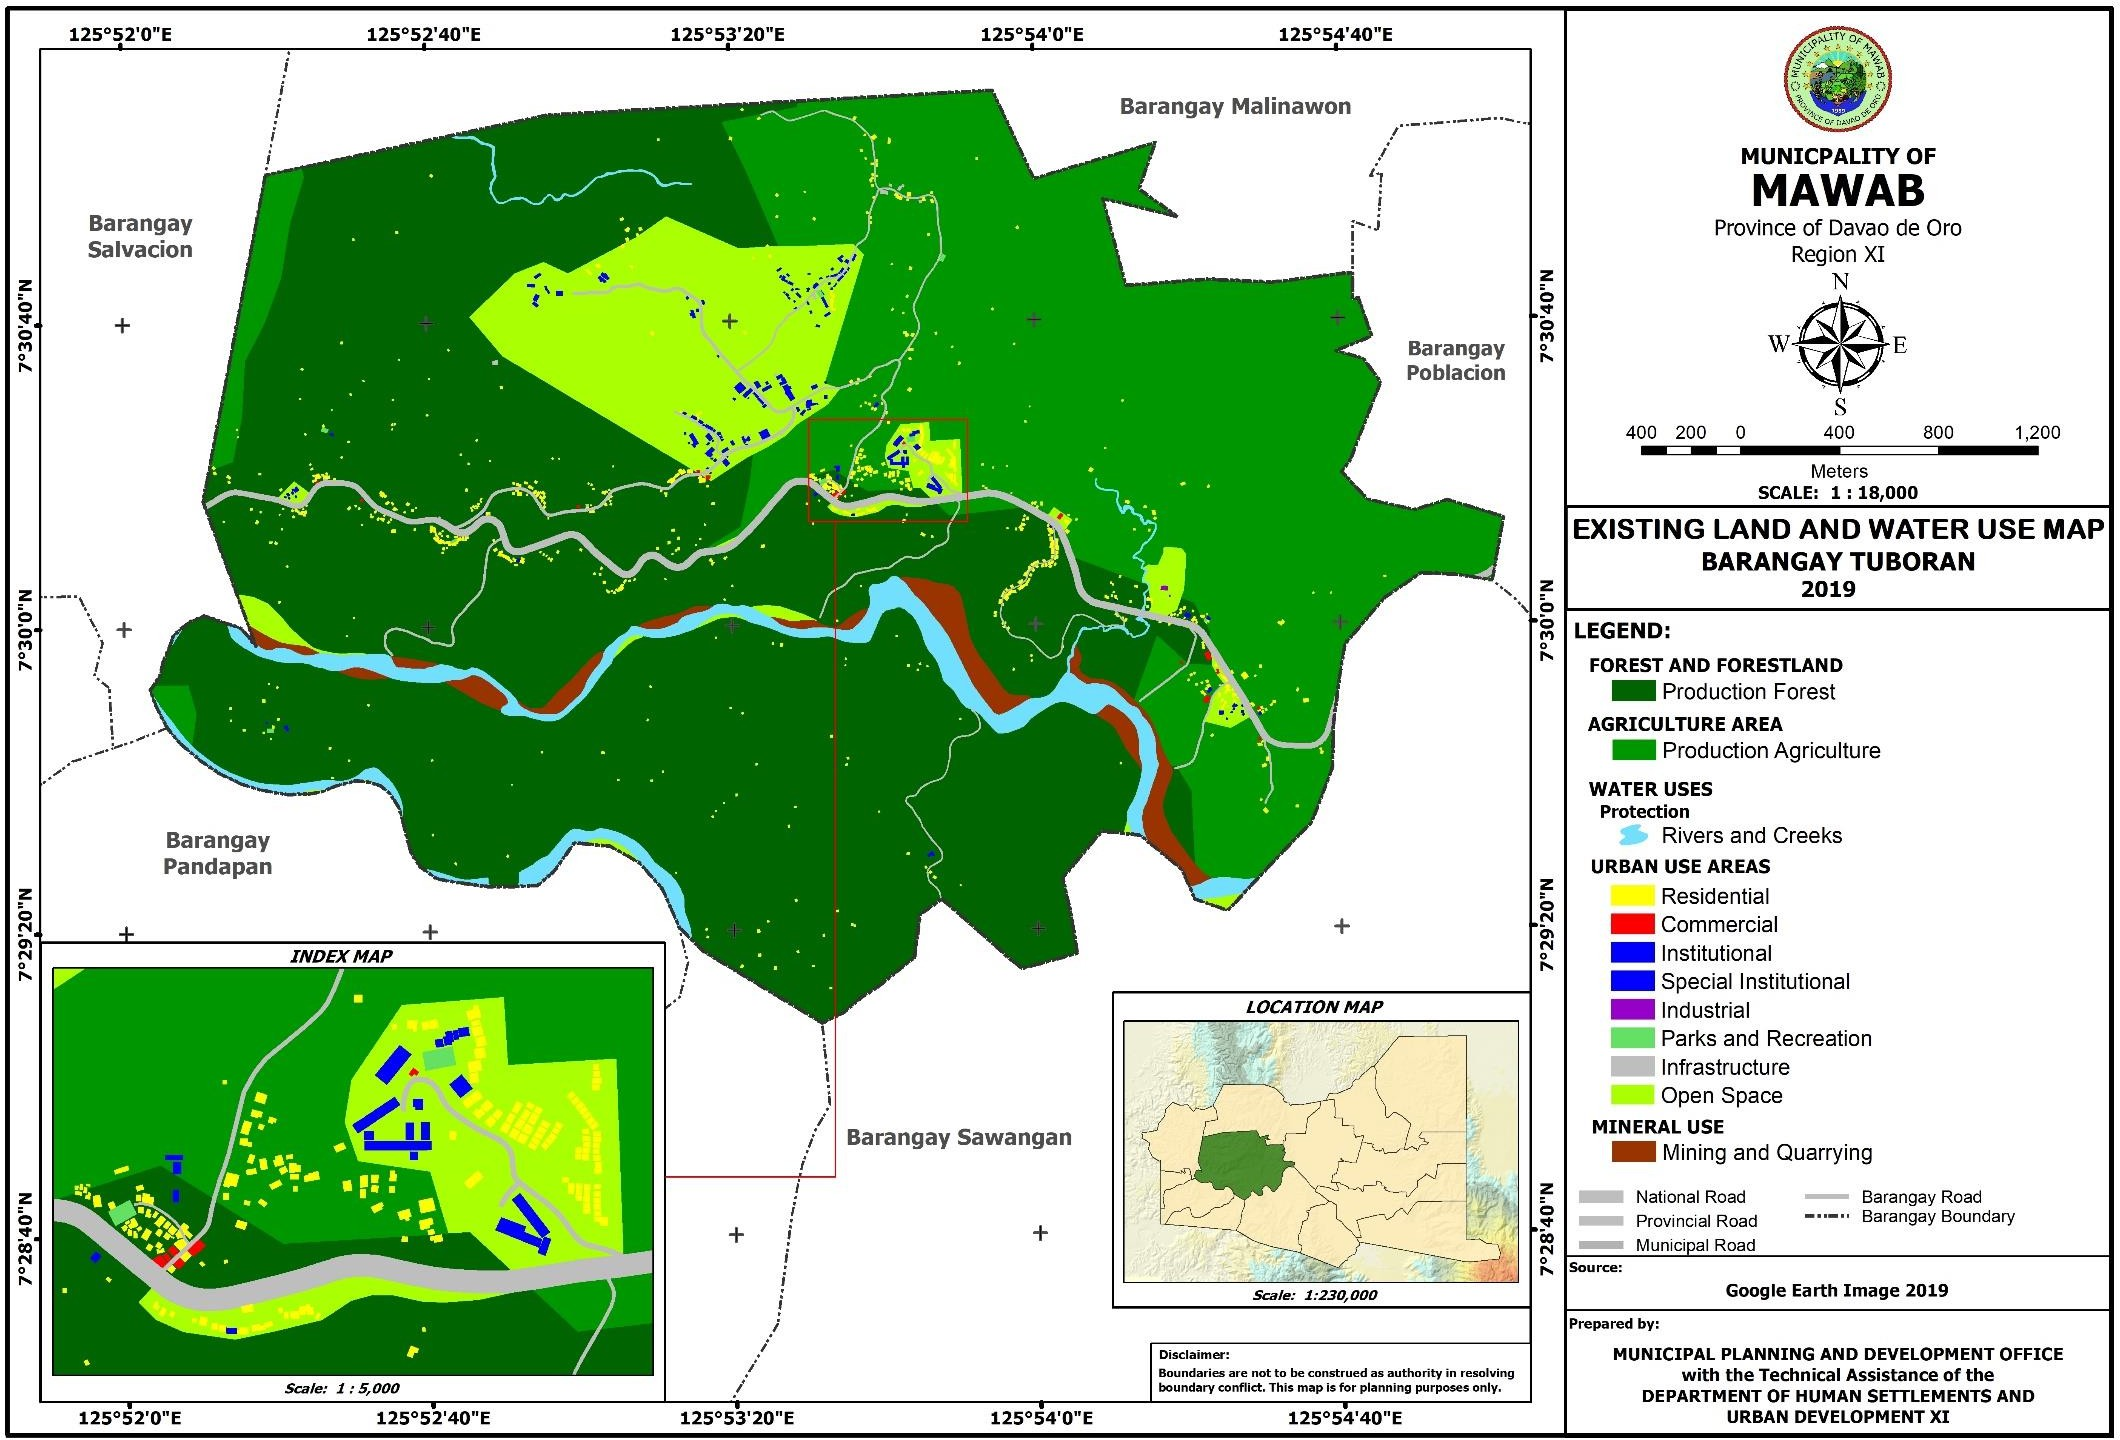 125°52'0"E
125°52'40"E
125°53'20"E
125°54'0"E
125°54'40"E
7°30'40"N
7°30'0"N
7°29'20"N
7°28'40"N
7°30'40"N
7°30'0"N
7°29'20"N
7°28'40"N
125°52'0"E
125°52'40"E
125°53'20"E
125°54'0"E
125°54'40"E
Barangay Malinawon
Barangay
Salvacion
Barangay
Poblacion
Barangay
Pandapan
Barangay Sawangan
INDEX MAP
Scale: 1 : 5,000
LOCATION MAP
Scale: 1:230,000
Disclaimer:
Boundaries are not to be construed as authority in resolving
boundary conflict. This map is for planning purposes only.
MUNICIPALITY OF MAWAB
PROVINCE OF DAVAO DE ORO
MUNICPALITY OF
MAWAB
Province of Davao de Oro
Region XI
N
W
E
S
400 200 0 400 800 1,200
Meters
SCALE: 1 : 18,000
EXISTING LAND AND WATER USE MAP
BARANGAY TUBORAN
2019
LEGEND:
FOREST AND FORESTLAND
Production Forest
AGRICULTURE AREA
Production Agriculture
WATER USES
Protection
Rivers and Creeks
URBAN USE AREAS
Residential
Commercial
Institutional
Special Institutional
Industrial
Parks and Recreation
Infrastructure
Open Space
MINERAL USE
Mining and Quarrying
National Road
Provincial Road
Municipal Road
Barangay Road
Barangay Boundary
Source:
Google Earth Image 2019
Prepared by:
MUNICIPAL PLANNING AND DEVELOPMENT OFFICE
with the Technical Assistance of the
DEPARTMENT OF HUMAN SETTLEMENTS AND
URBAN DEVELOPMENT XI